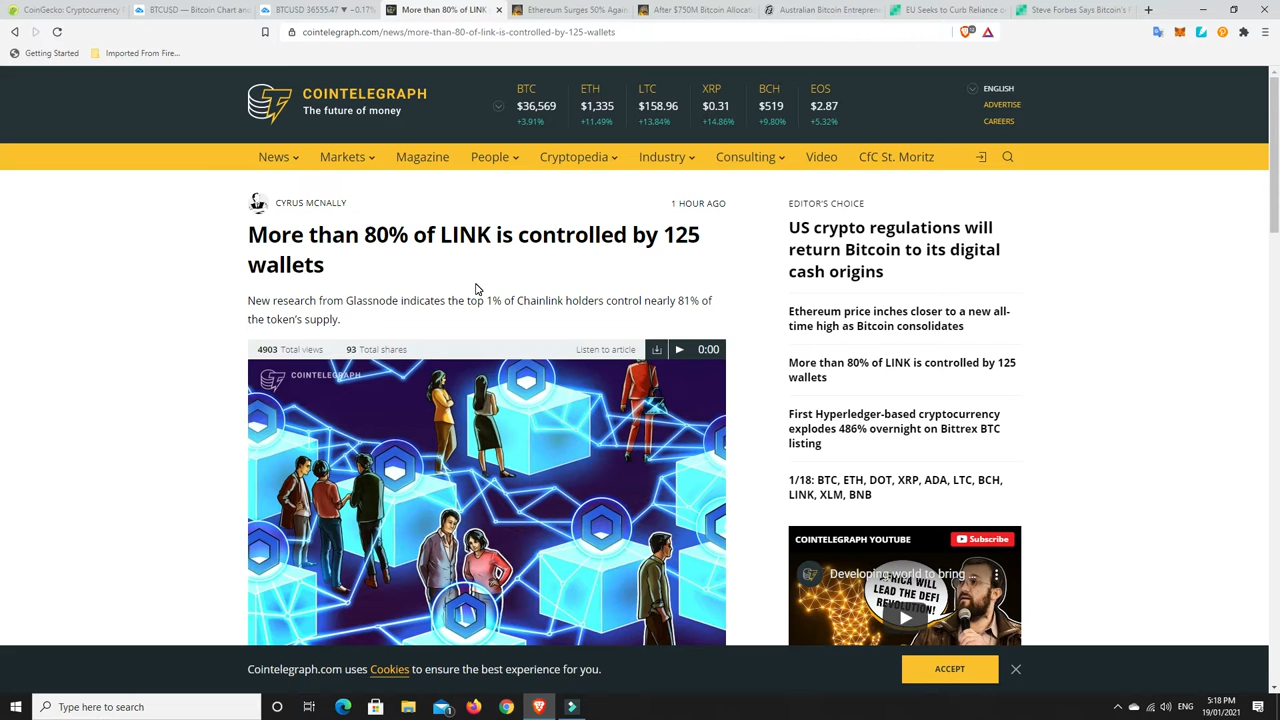 CoinGecko Cryptocurrency
BTCUSD — Bitcoin Chart an
BTCUSD 36555.47 ▼ −0.17%
More than 80% of LINK
Ethereum Surges 50% Again
After $750M Bitcoin Allocati
Australian Bitcoin Entrepren
EU Seeks to Curb Reliance o
Steve Forbes Says Bitcoin's
cointelegraph.com/news/more-than-80-of-link-is-controlled-by-125-wallets
Getting Started
Imported From Fire...
COINTELEGRAPH
The future of money
BTC ETH LTC XRP BCH EOS
$36,569 $1,335 $158.96 $0.31 $519 $2.87
+3.91% +11.49% +13.84% +14.86% +9.80% +5.32%
ENGLISH
ADVERTISE
CAREERS
News Markets Magazine People Cryptopedia Industry Consulting Video CfC St. Moritz
CYRUS MCNALLY
1 HOUR AGO
More than 80% of LINK is controlled by 125
wallets
New research from Glassnode indicates the top 1% of Chainlink holders control nearly 81% of
the token's supply.
4903 Total views 93 Total shares Listen to article 0:00
COINTELEGRAPH
EDITOR'S CHOICE
US crypto regulations will
return Bitcoin to its digital
cash origins
Ethereum price inches closer to a new all-
time high as Bitcoin consolidates
More than 80% of LINK is controlled by 125
wallets
First Hyperledger-based cryptocurrency
explodes 486% overnight on Bittrex BTC
listing
1/18: BTC, ETH, DOT, XRP, ADA, LTC, BCH,
LINK, XLM, BNB
COINTELEGRAPH YOUTUBE
Subscribe
Developing world to bring ...
AFRICA WILL
LEAD THE DEFI
REVOLUTION!
Cointelegraph.com uses Cookies to ensure the best experience for you.
ACCEPT
Type here to search
ENG
5:18 PM
19/01/2021